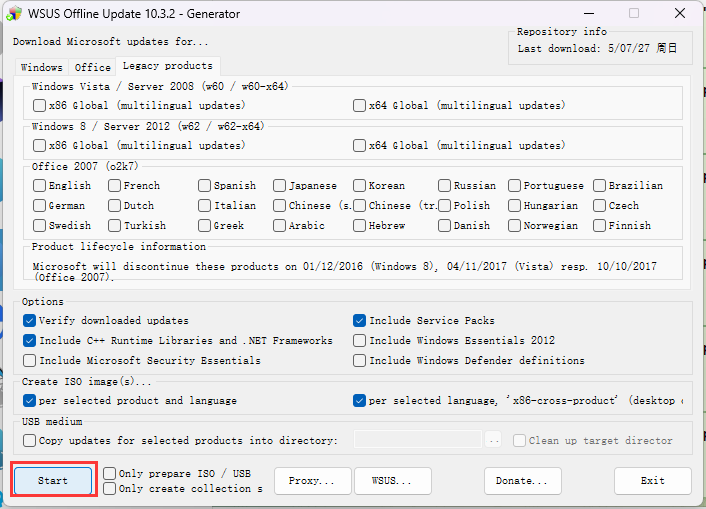 WSUS Offline Update 10.3.2 - Generator
Download Microsoft updates for...
Repository info
Last download: 5/07/27 周日
Windows Office Legacy products
Windows Vista / Server 2008 (w60 / w60-x64)
x86 Global (multilingual updates) x64 Global (multilingual updates)
Windows 8 / Server 2012 (w62 / w62-x64)
x86 Global (multilingual updates) x64 Global (multilingual updates)
Office 2007 (o2k7)
English French Spanish Japanese Korean Russian Portuguese Brazilian
German Dutch Italian Chinese (s. Chinese (tr. Polish Hungarian Czech
Swedish Turkish Greek Arabic Hebrew Danish Norwegian Finnish
Product lifecycle information
Microsoft will discontinue these products on 01/12/2016 (Windows 8), 04/11/2017 (Vista) resp. 10/10/2017
(Office 2007).
Options
Verify downloaded updates Include Service Packs
Include C++ Runtime Libraries and .NET Frameworks Include Windows Essentials 2012
Include Microsoft Security Essentials Include Windows Defender definitions
Create ISO image(s)...
per selected product and language per selected language, 'x86-cross-product' (desktop
USB medium
Copy updates for selected products into directory: .. Clean up target director
Start Only prepare ISO / USB Proxy... WSUS... Donate... Exit
Only create collection s